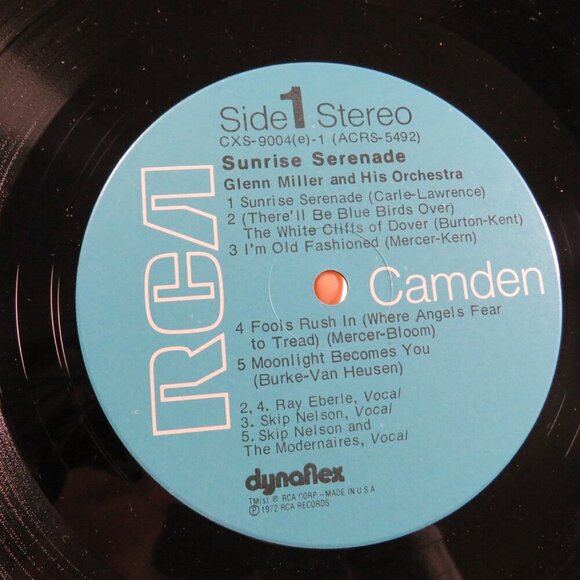 Side 1 Stereo
CXS-9004(e)-1 (ACRS-5492)
Sunrise Serenade
Glenn Miller and His Orchestra
1 Sunrise Serenade (Carle-Lawrence)
2 (There'll Be Blue Birds Over)
The White Cliffs of Dover (Burton-Kent)
3 I'm Old Fashioned (Mercer-Kern)
RCA
Camden
4 Fools Rush In (Where Angels Fear
to Tread) (Mercer-Bloom)
5 Moonlight Becomes You
(Burke-Van Heusen)
2, 4. Ray Eberle, Vocal
3. Skip Nelson, Vocal
5. Skip Nelson and
The Modernaires, Vocal
dynaflex
TM(s) ® RCA CORP-MADE IN U.S.A
℗ 1972 RCA RECORDS